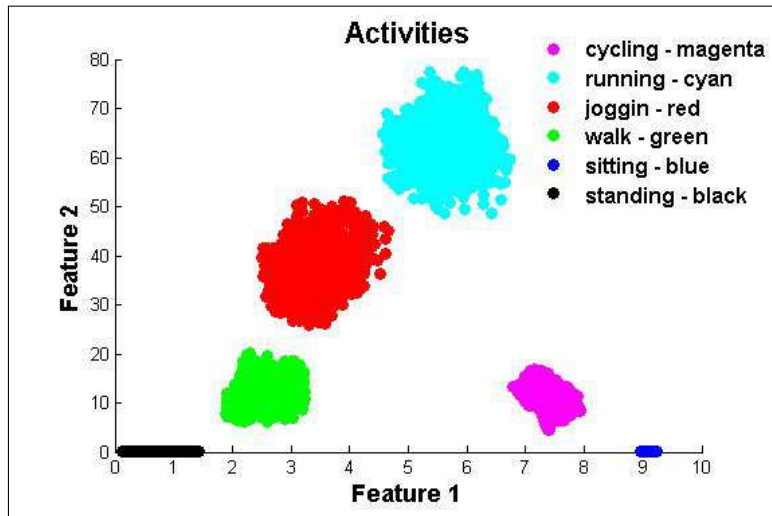 Activities
cycling - magenta
running - cyan
joggin - red
walk - green
sitting - blue
standing - black
Feature 2
80
70
60
50
40
30
20
10
0
0 1 2 3 4 5 6 7 8 9 10
Feature 1